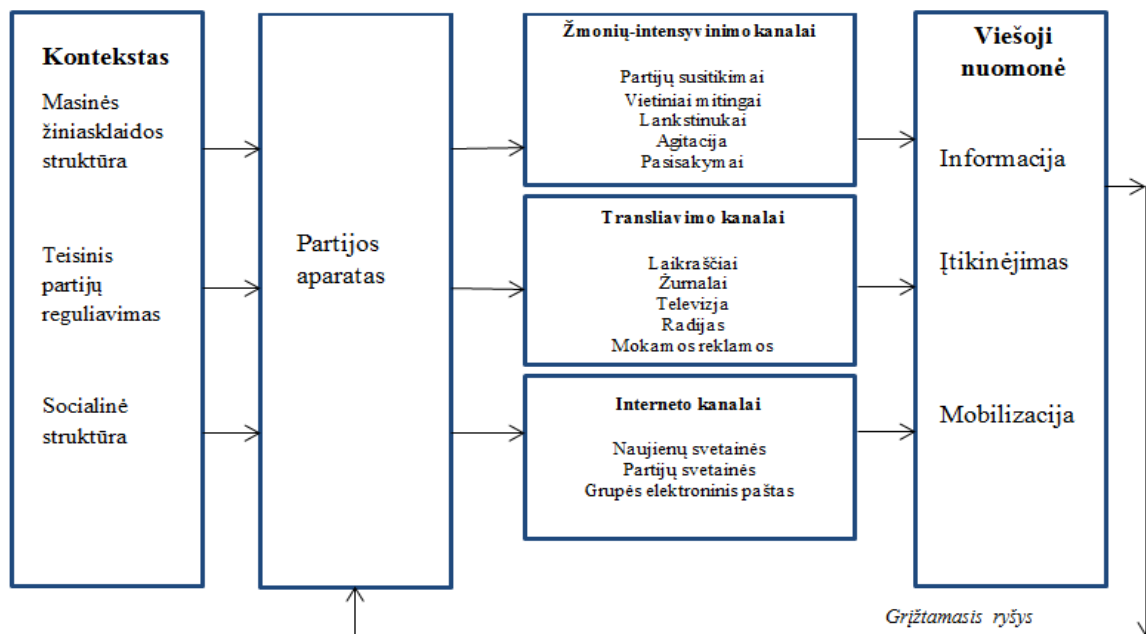 Kontekstas
Masinės
žiniasklaidos
struktūra
Teisinis
partijų
reguliavimas
Socialinė
struktūra
Partijos
aparatas
Žmonių-intensyvinimo kanalai
Partijų susitikimai
Vietiniai mitingai
Lankstinukai
Agitacija
Pasisakymai
Transliavimo kanalai
Laikraščiai
Žurnalai
Televizja
Radijas
Mokamos reklamos
Interneto kanalai
Naujienų svetainės
Partijų svetainės
Grupės elektroninis paštas
Viešoji
nuomonė
Informacija
Įtikinėjimas
Mobilizacija
Grįžtamasis ryšys